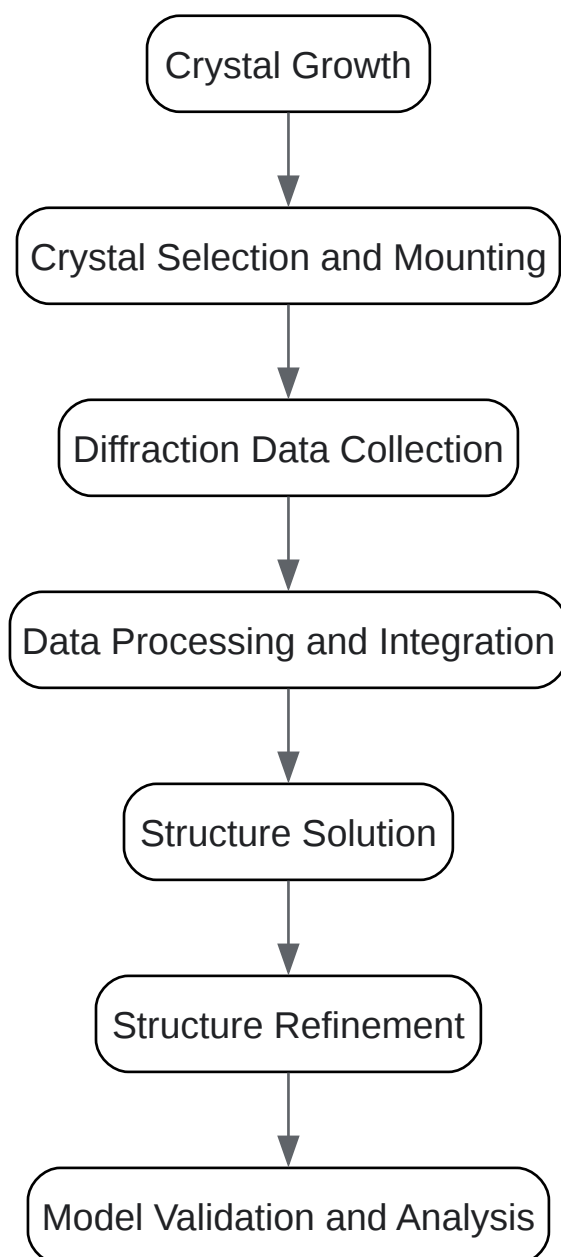 Crystal Growth
Crystal Selection and Mounting
Diffraction Data Collection
Data Processing and Integration
Structure Solution
Structure Refinement
Model Validation and Analysis